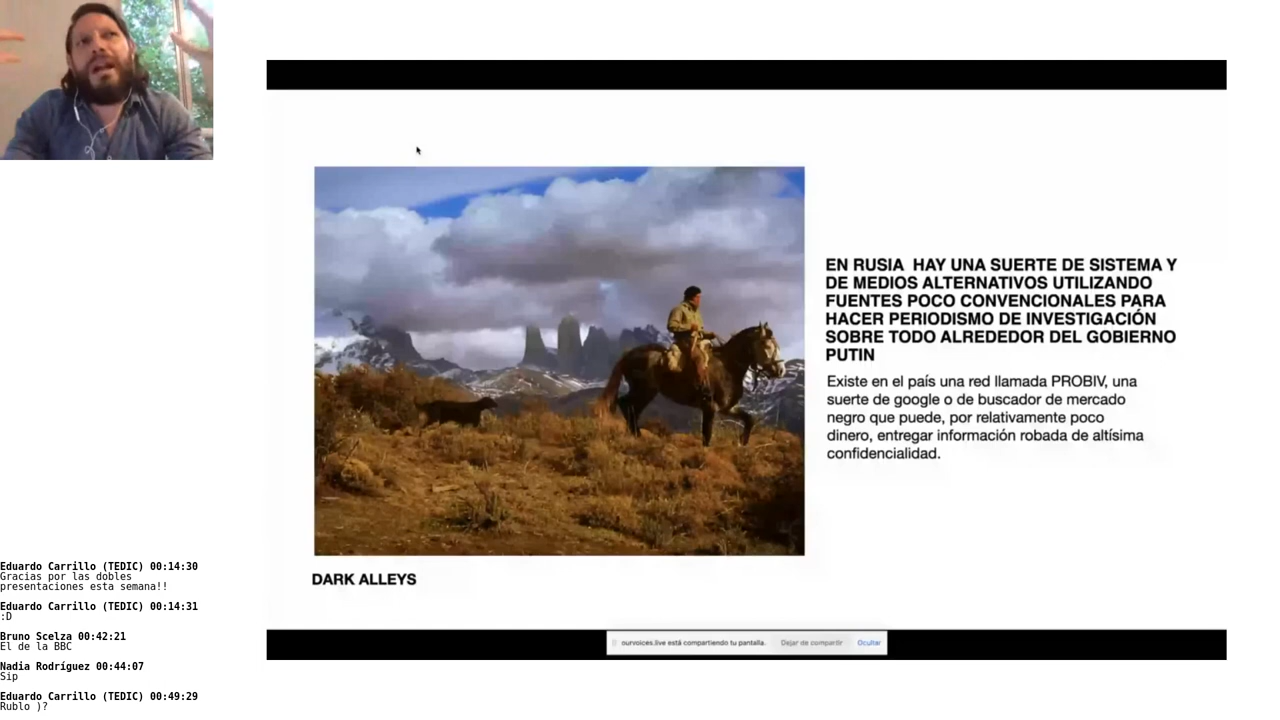 EN RUSIA  HAY UNA SUERTE DE SISTEMA Y
DE MEDIOS ALTERNATIVOS UTILIZANDO
FUENTES POCO CONVENCIONALES PARA
HACER PERIODISMO DE INVESTIGACIÓN
SOBRE TODO ALREDEDOR DEL GOBIERNO
PUTIN
Existe en el país una red llamada PROBIV, una
suerte de google o de buscador de mercado
negro que puede, por relativamente poco
dinero, entregar información robada de altísima
confidencialidad.
DARK ALLEYS
ourvoices.live está compartiendo tu pantalla.
Dejar de compartir
Ocultar
Eduardo Carrillo (TEDIC) 00:14:30
Gracias por las dobles
presentaciones esta semana!!
Eduardo Carrillo (TEDIC) 00:14:31
:D
Bruno Scelza 00:42:21
El de la BBC
Nadia Rodríguez 00:44:07
Sip
Eduardo Carrillo (TEDIC) 00:49:29
Rublo )?